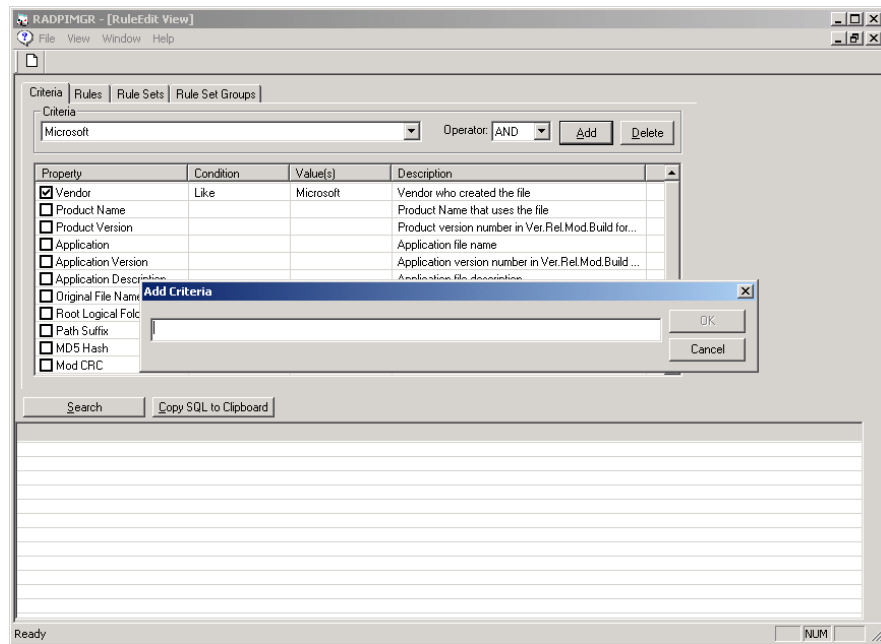 RADPIMGR - [RuleEdit View]
File View Window Help
Criteria Rules Rule Sets Rule Set Groups
Criteria
Microsoft Operator: AND Add Delete
Property Condition Value(s) Description
Vendor Like Microsoft Vendor who created the file
Product Name Product Name that uses the file
Product Version Product version number in Ver.Rel.Mod.Build for...
Application Application file name
Application Version Application version number in Ver.Rel.Mod.Build ...
Application Description Application file description
Original File Name
Add Criteria
Root Logical Fold
OK
Path Suffix
MD5 Hash
Cancel
Mod CRC
Search Copy SQL to Clipboard
Ready NUM